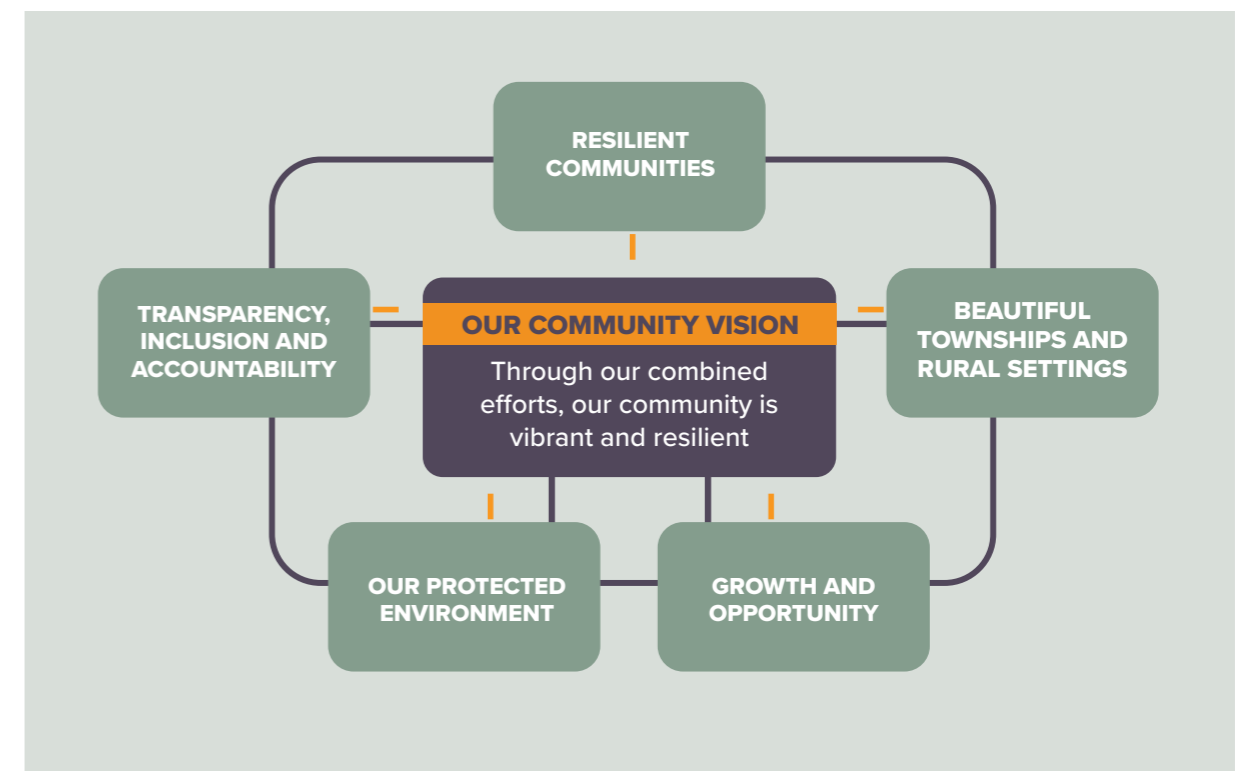 RESILIENT
COMMUNITIES
TRANSPARENCY,
INCLUSION AND
ACCOUNTABILITY
OUR COMMUNITY VISION
Through our combined
efforts, our community is
vibrant and resilient
BEAUTIFUL
TOWNSHIPS AND
RURAL SETTINGS
OUR PROTECTED
ENVIRONMENT
GROWTH AND
OPPORTUNITY